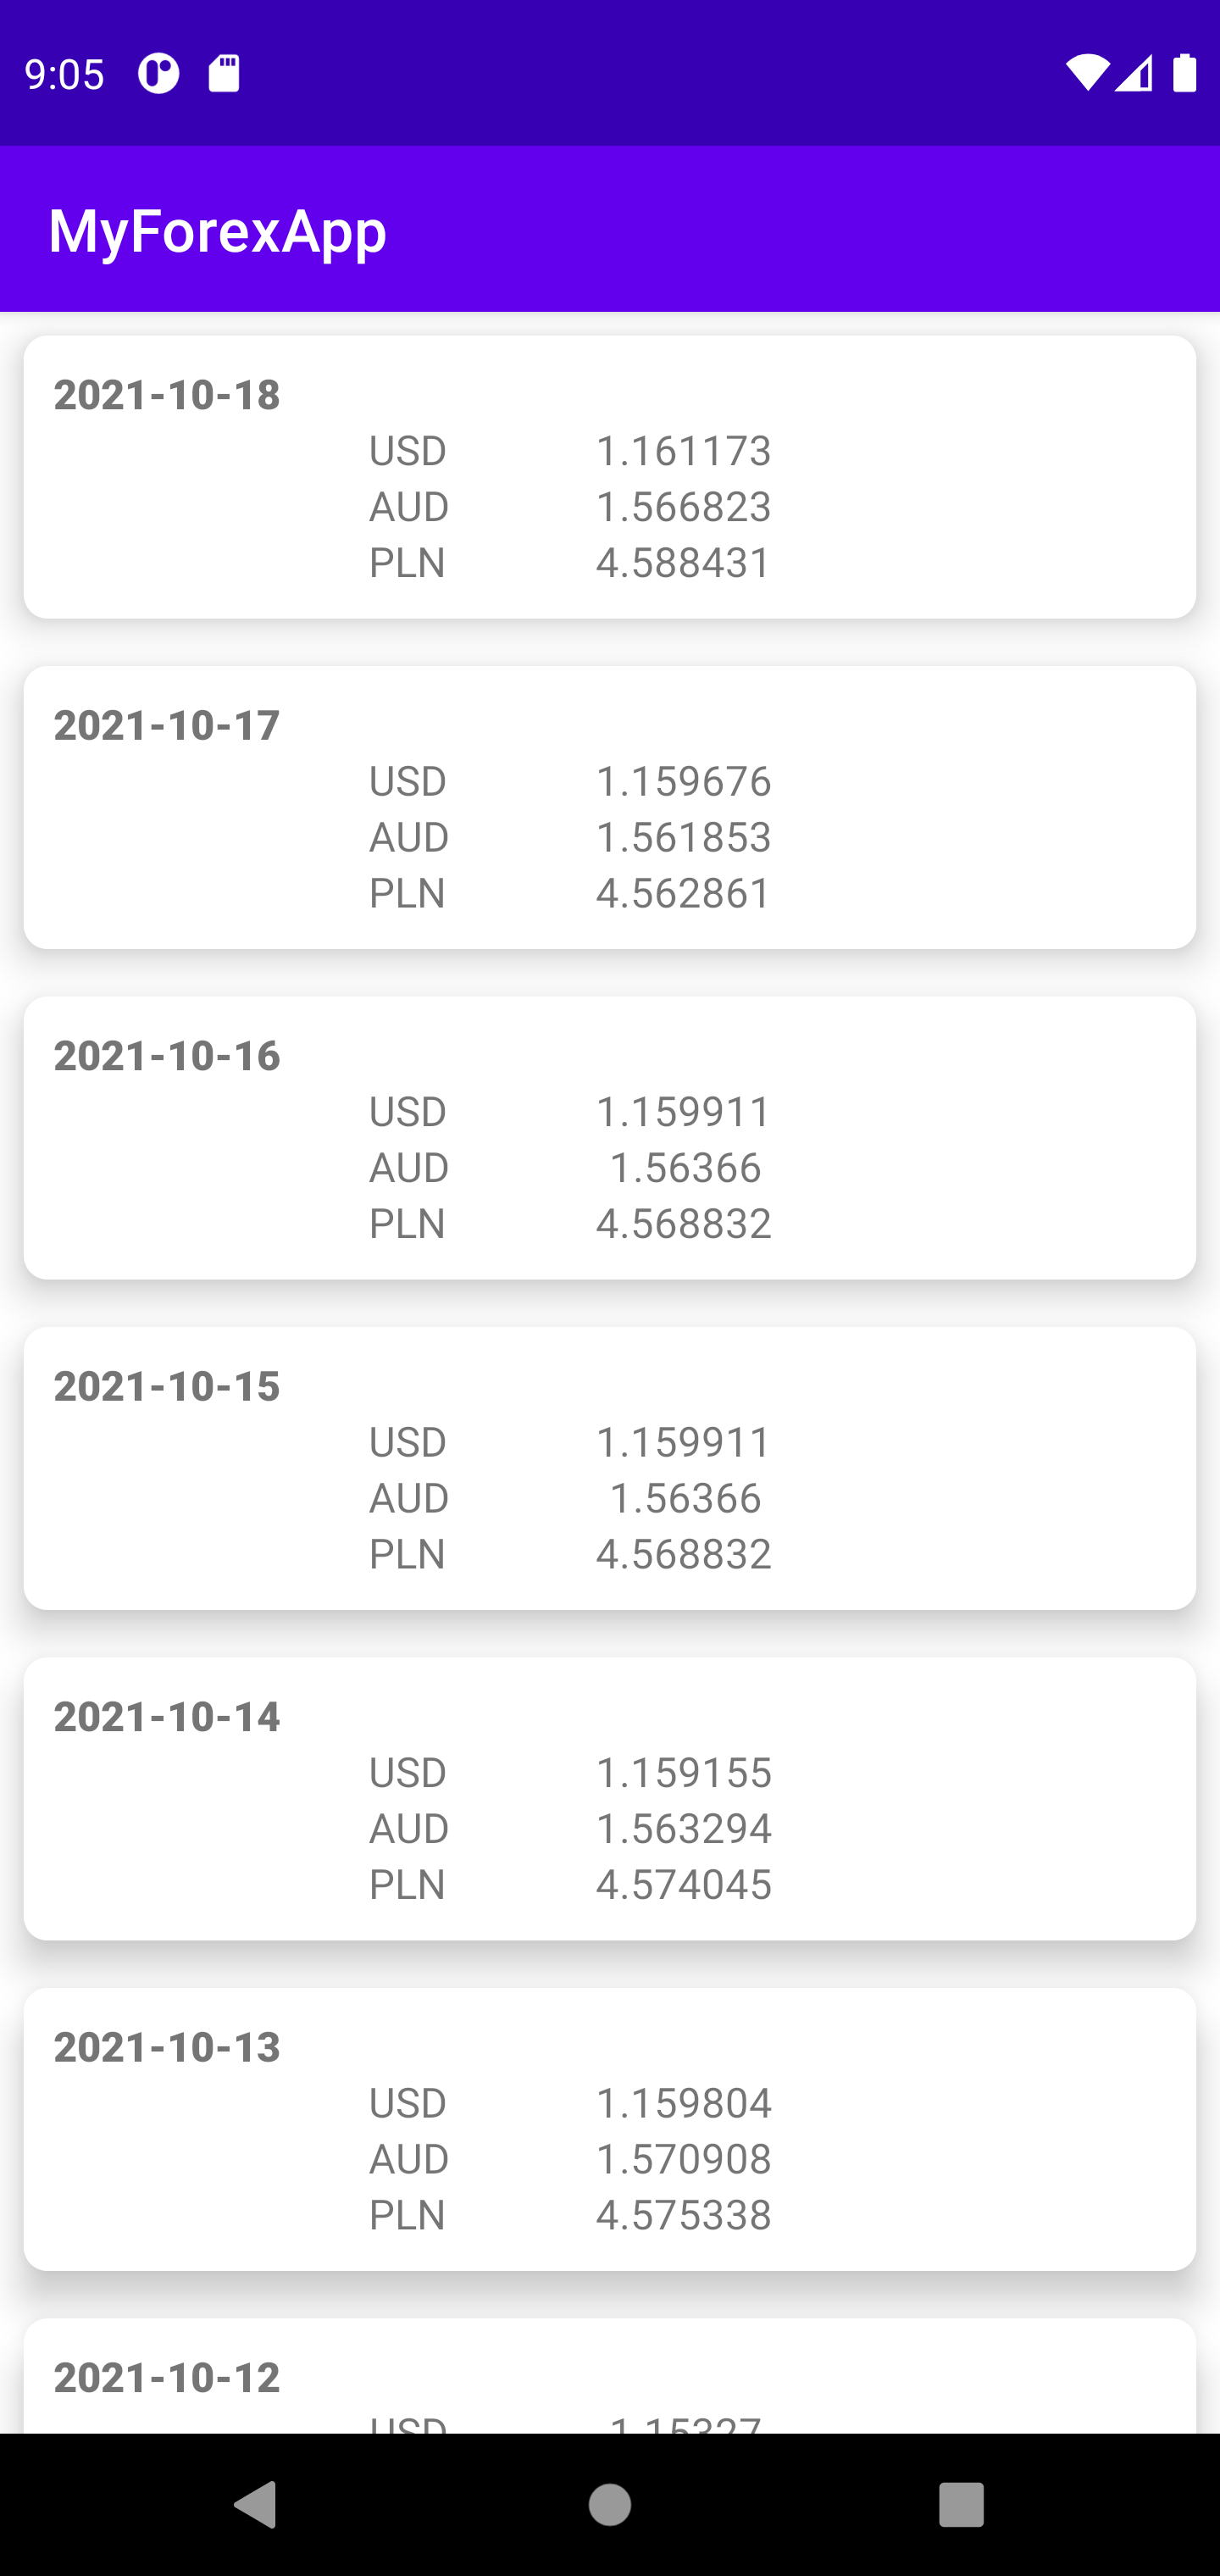 9:05
MyForexApp
2021-10-18
USD 1.161173
AUD 1.566823
PLN 4.588431
2021-10-17
USD 1.159676
AUD 1.561853
PLN 4.562861
2021-10-16
USD 1.159911
AUD 1.56366
PLN 4.568832
2021-10-15
USD 1.159911
AUD 1.56366
PLN 4.568832
2021-10-14
USD 1.159155
AUD 1.563294
PLN 4.574045
2021-10-13
USD 1.159804
AUD 1.570908
PLN 4.575338
2021-10-12
USD 1.15327